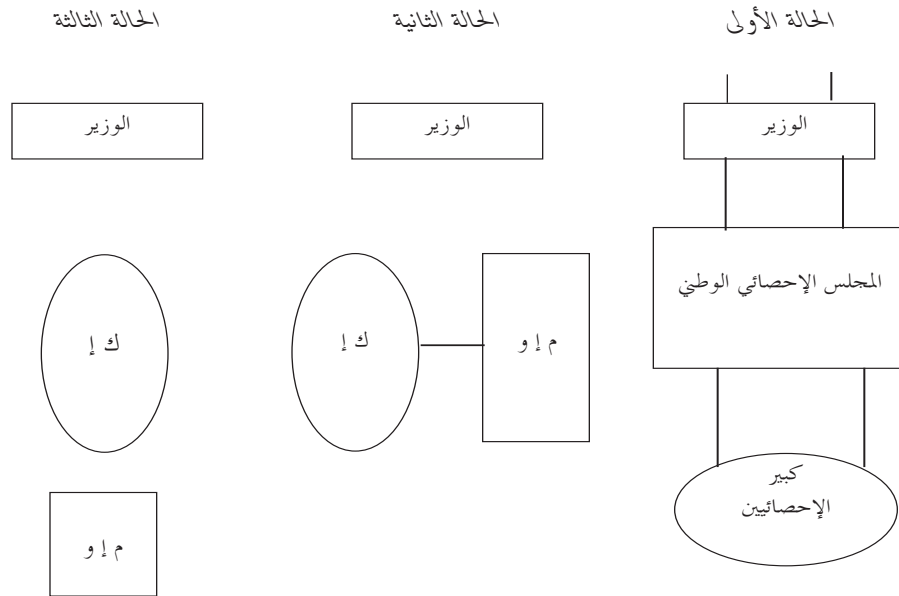 الحالة الأولى
الحالة الثانية
الحالة الثالثة
الوزير
الوزير
الوزير
المجلس الإحصائي الوطني
م إ و
ك إ
ك إ
كبير
الإحصائيين
م إ و